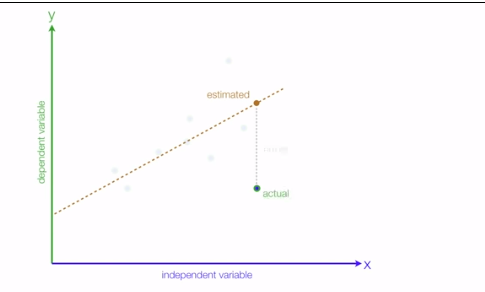 y
estimated
dependent variable
actual
x
independent variable